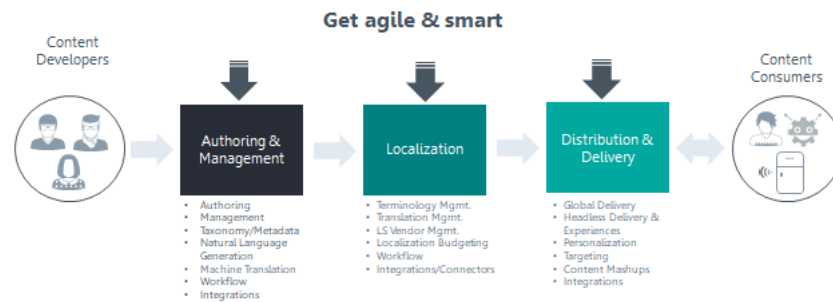 Get agile & smart
Content
Developers
Content
Consumers
Authoring &
Management
Localization
Distribution &
Delivery
• Authoring
• Management
• Taxonomy/Metadata
• Natural Language
Generation
• Machine Translation
• Workflow
• Integrations
• Terminology Mgmt.
• Translation Mgmt.
• LS Vendor Mgmt.
• Localization Budgeting
• Workflow
• Integrations/Connectors
• Global Delivery
• Headless Delivery &
Experiences
• Personalization
• Targeting
• Content Mashups
• Integrations